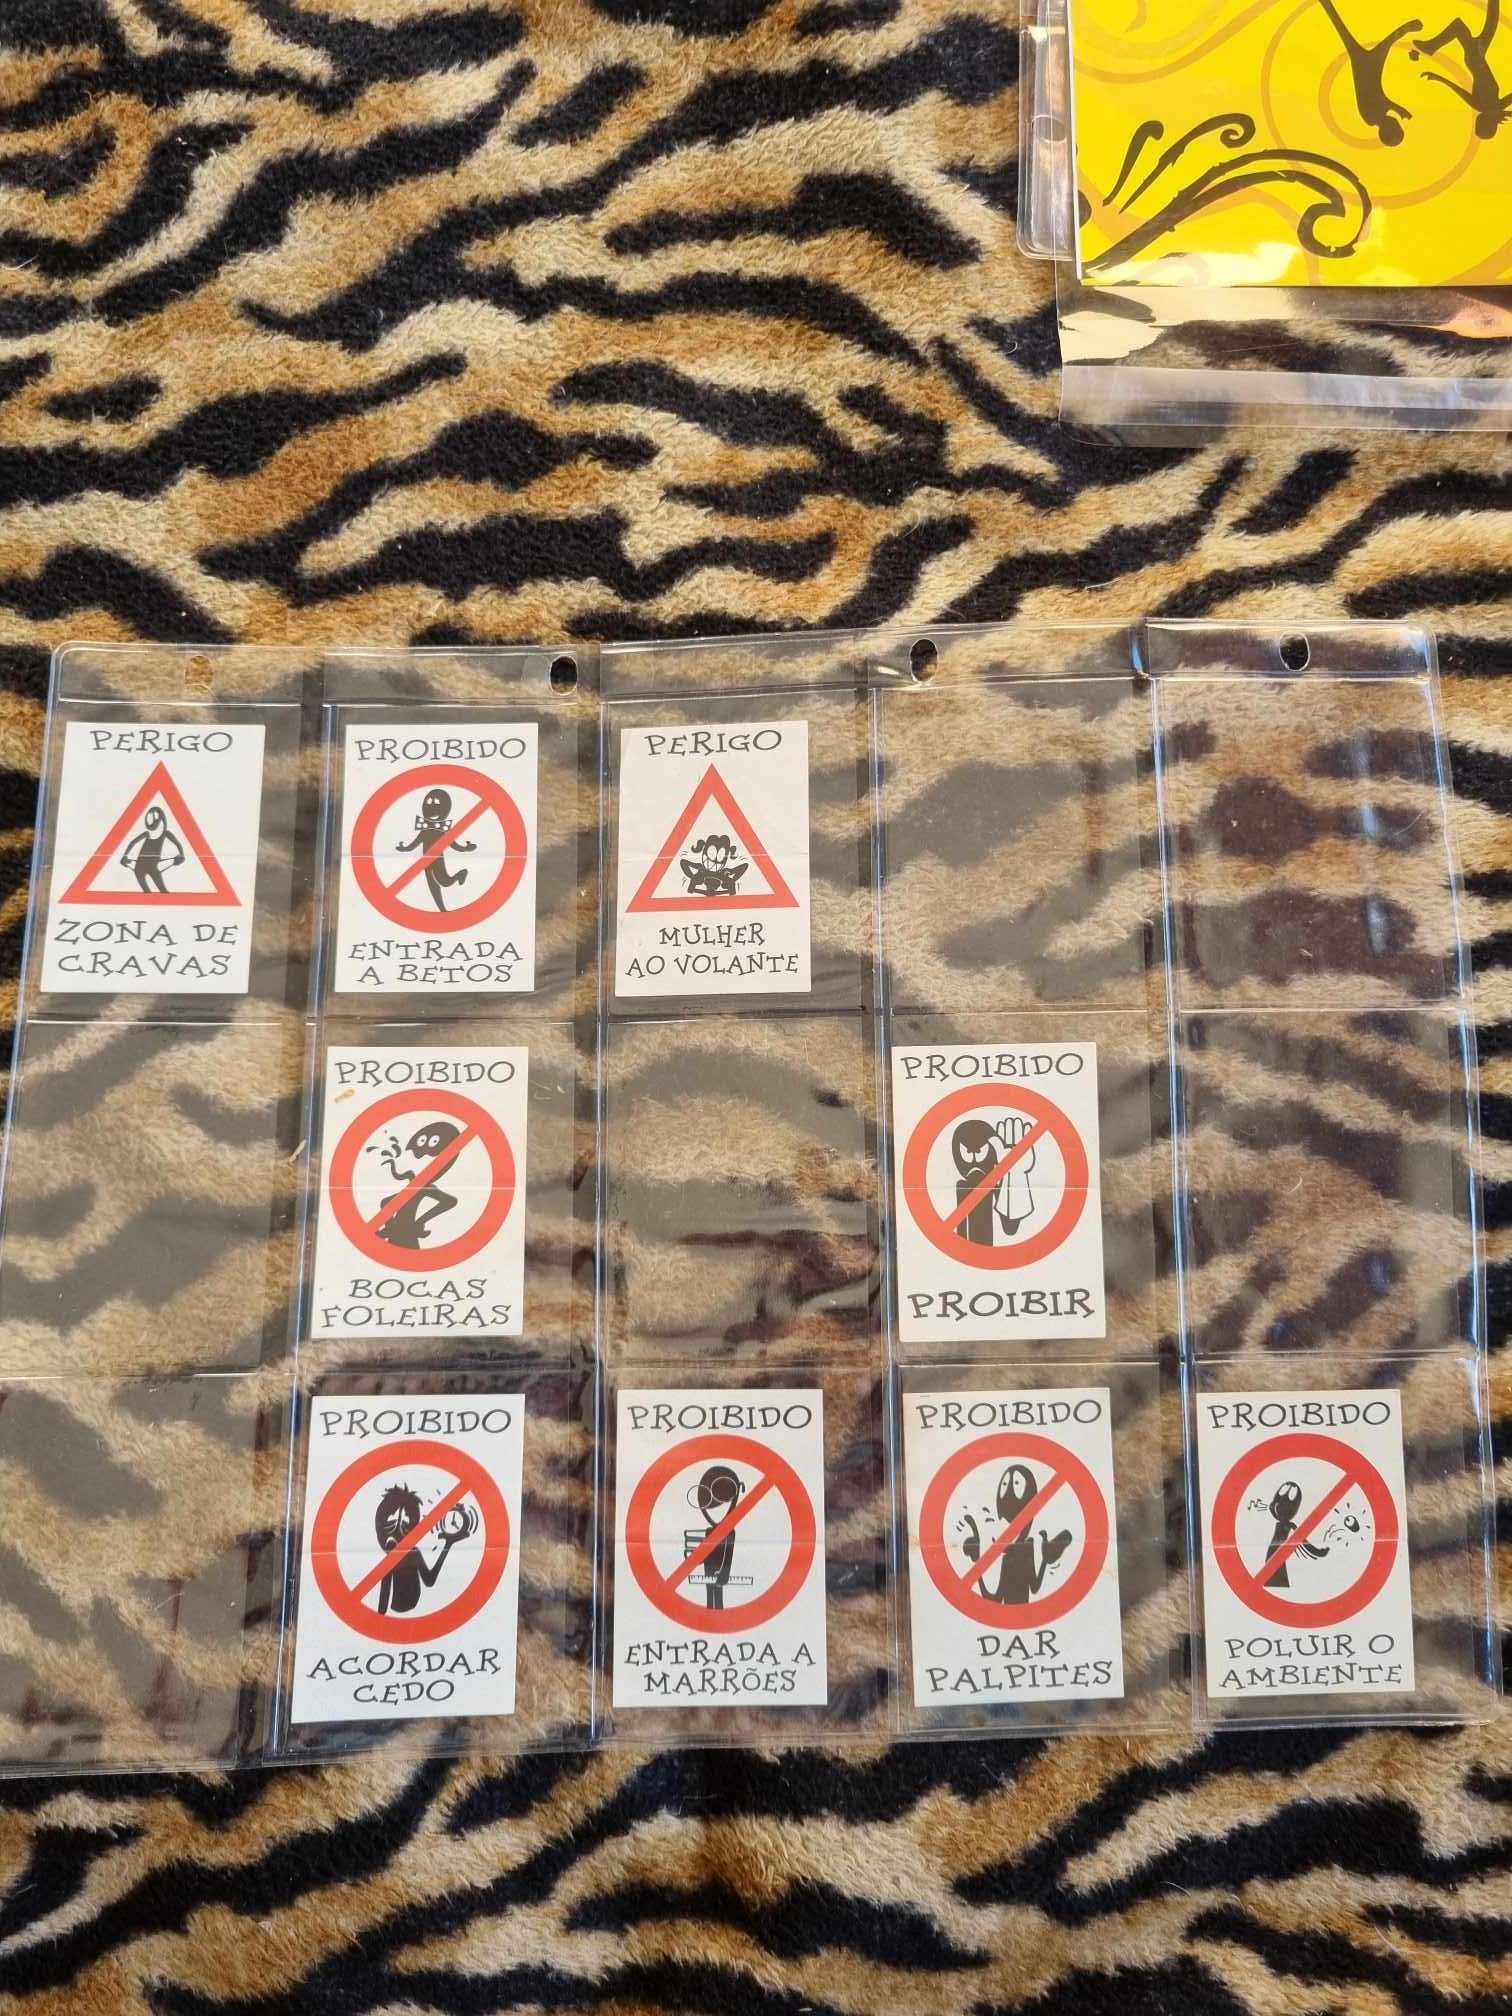 PERIGO
ZONA DE
CRAVAS
PROIBIDO
ENTRADA
A BETOS
PERIGO
MULHER
AO VOLANTE
PROIBIDO
BOCAS
FOLEIRAS
PROIBIDO
PROIBIR
PROIBIDO
ACORDAR
CEDO
PROIBIDO
ENTRADA A
MARRÕES
PROIBIDO
DAR
PALPITES
PROIBIDO
POLUIR O
AMBIENTE